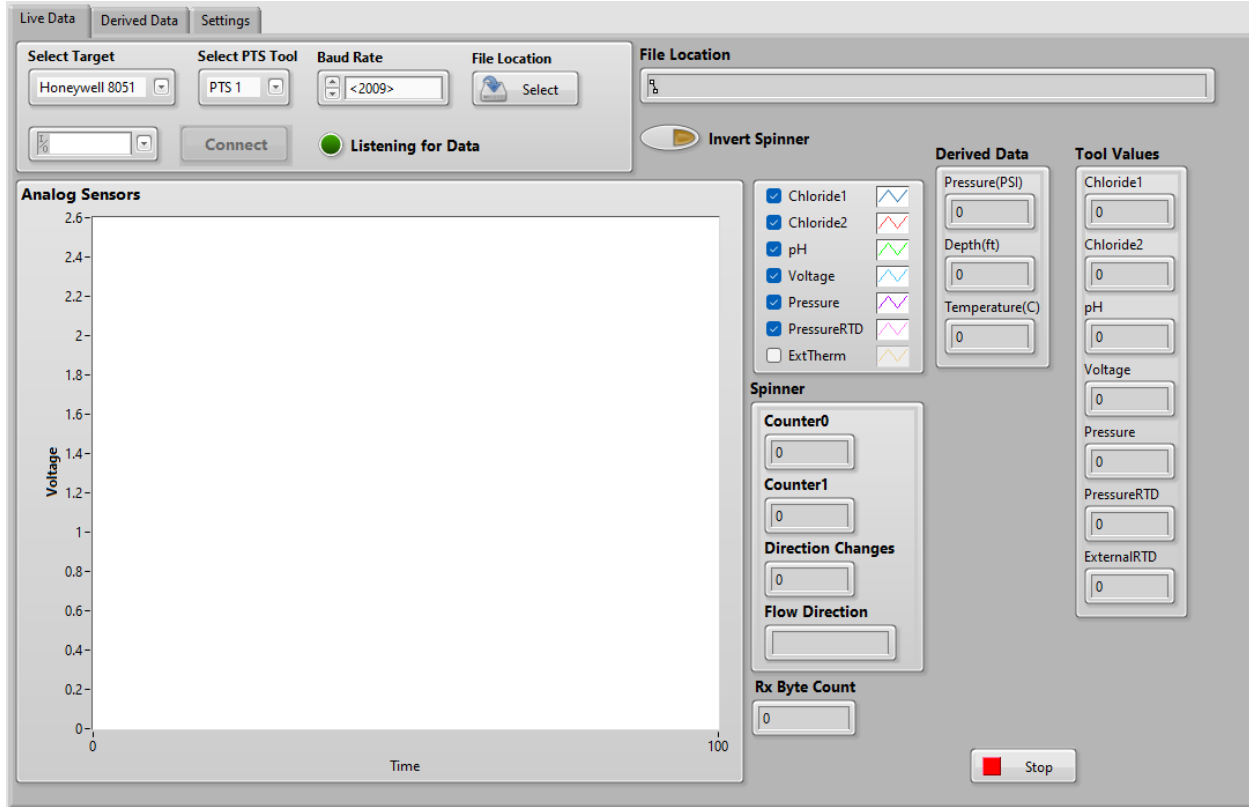 Live Data
Derived Data
Settings
Select Target
Select PTS Tool
Baud Rate
File Location
Honeywell 8051
PTS 1
<2009>
Select
I/O
Connect
Listening for Data
File Location
Invert Spinner
Analog Sensors
2.6
2.4
2.2
2
1.8
1.6
1.4
1.2
1
0.8
0.6
0.4
0.2
0
Voltage
0
100
Time
Chloride1
Chloride2
pH
Voltage
Pressure
PressureRTD
ExtTherm
Spinner
Counter0
0
Counter1
0
Direction Changes
0
Flow Direction
Rx Byte Count
0
Derived Data
Pressure(PSI)
0
Depth(ft)
0
Temperature(C)
0
Tool Values
Chloride1
0
Chloride2
0
pH
0
Voltage
0
Pressure
0
PressureRTD
0
ExternalRTD
0
Stop